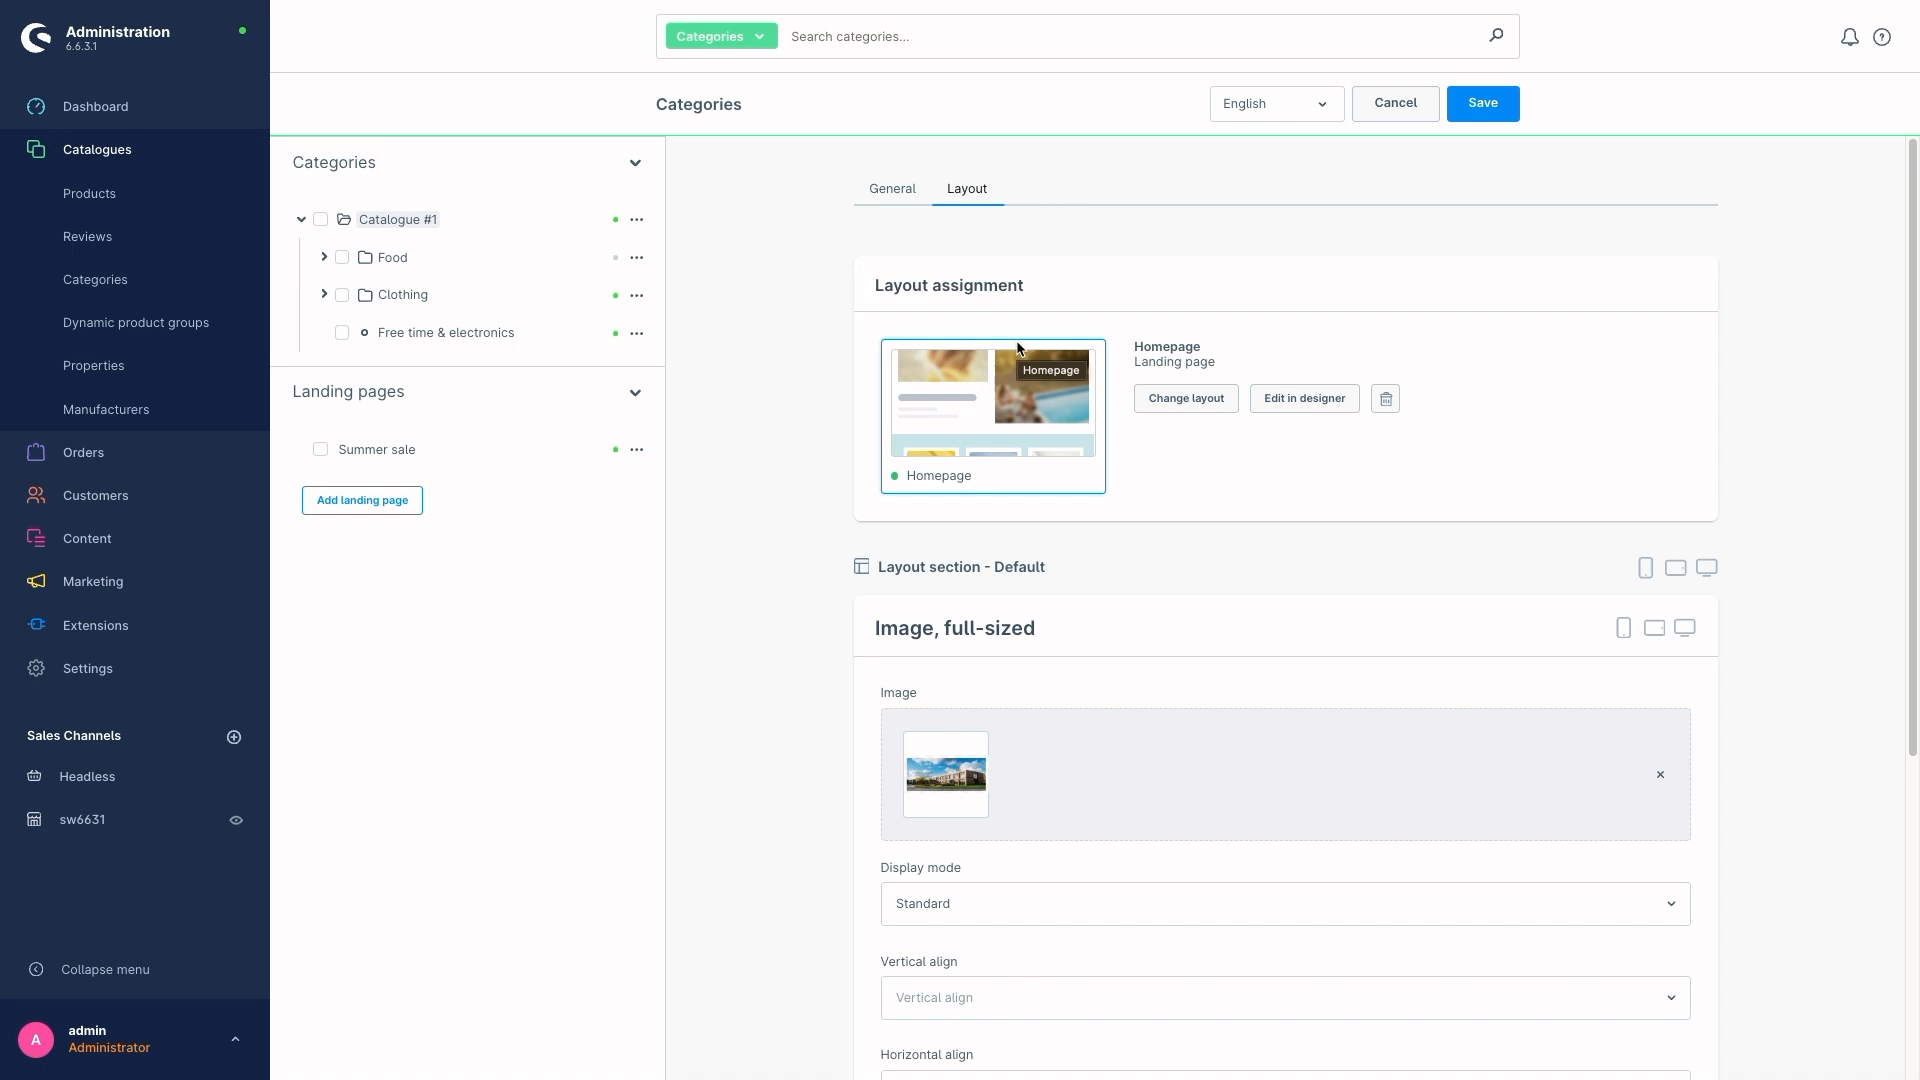 Administration
6.6.3.1
Dashboard
Catalogues
Products
Reviews
Categories
Dynamic product groups
Properties
Manufacturers
Orders
Customers
Content
Marketing
Extensions
Settings
Sales Channels
Headless
sw6631
Collapse menu
A
admin
Administrator
Categories
Search categories...
Categories
English
Cancel
Save
Categories
Catalogue #1
Food
Clothing
Free time & electronics
Landing pages
Summer sale
Add landing page
General
Layout
Layout assignment
Homepage
Homepage
Homepage
Landing page
Change layout
Edit in designer
Layout section - Default
Image, full-sized
Image
Display mode
Standard
Vertical align
Vertical align
Horizontal align